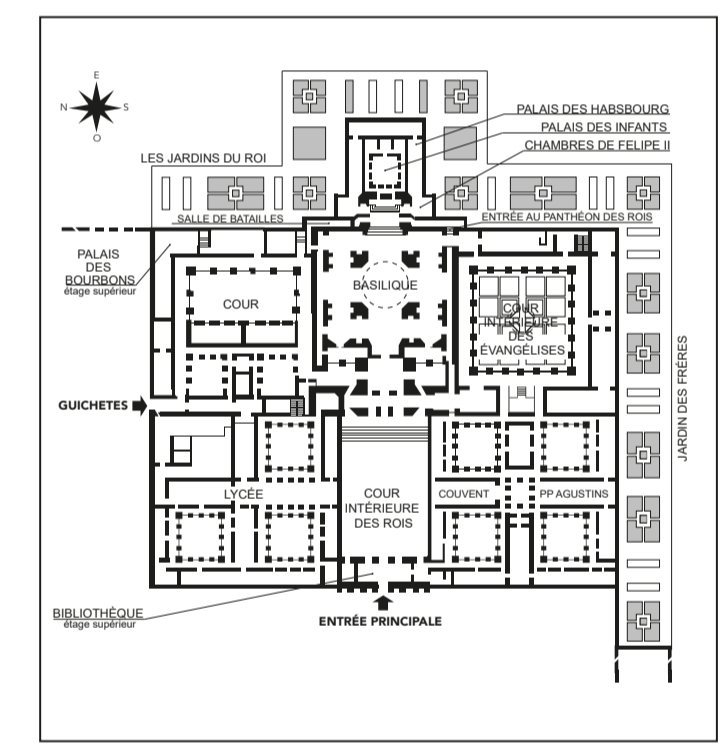 E
N S
O
PALAIS DES HABSBOURG
PALAIS DES INFANTS
CHAMBRES DE FELIPE II
LES JARDINS DU ROI
SALLE DE BATAILLES
ENTRÉE AU PANTHÉON DES ROIS
PALAIS
DES
BOURBONS
étage supérieur
COUR
BASILIQUE
COUR
INTÉRIEURE
DES
ÉVANGÉLISES
GUICHETES
JARDIN DES FRÈRES
LYCÉE
COUR
INTÉRIEURE
DES ROIS
COUVENT
PP AGUSTINS
BIBLIOTHÈQUE
étage supérieur
ENTRÉE PRINCIPALE